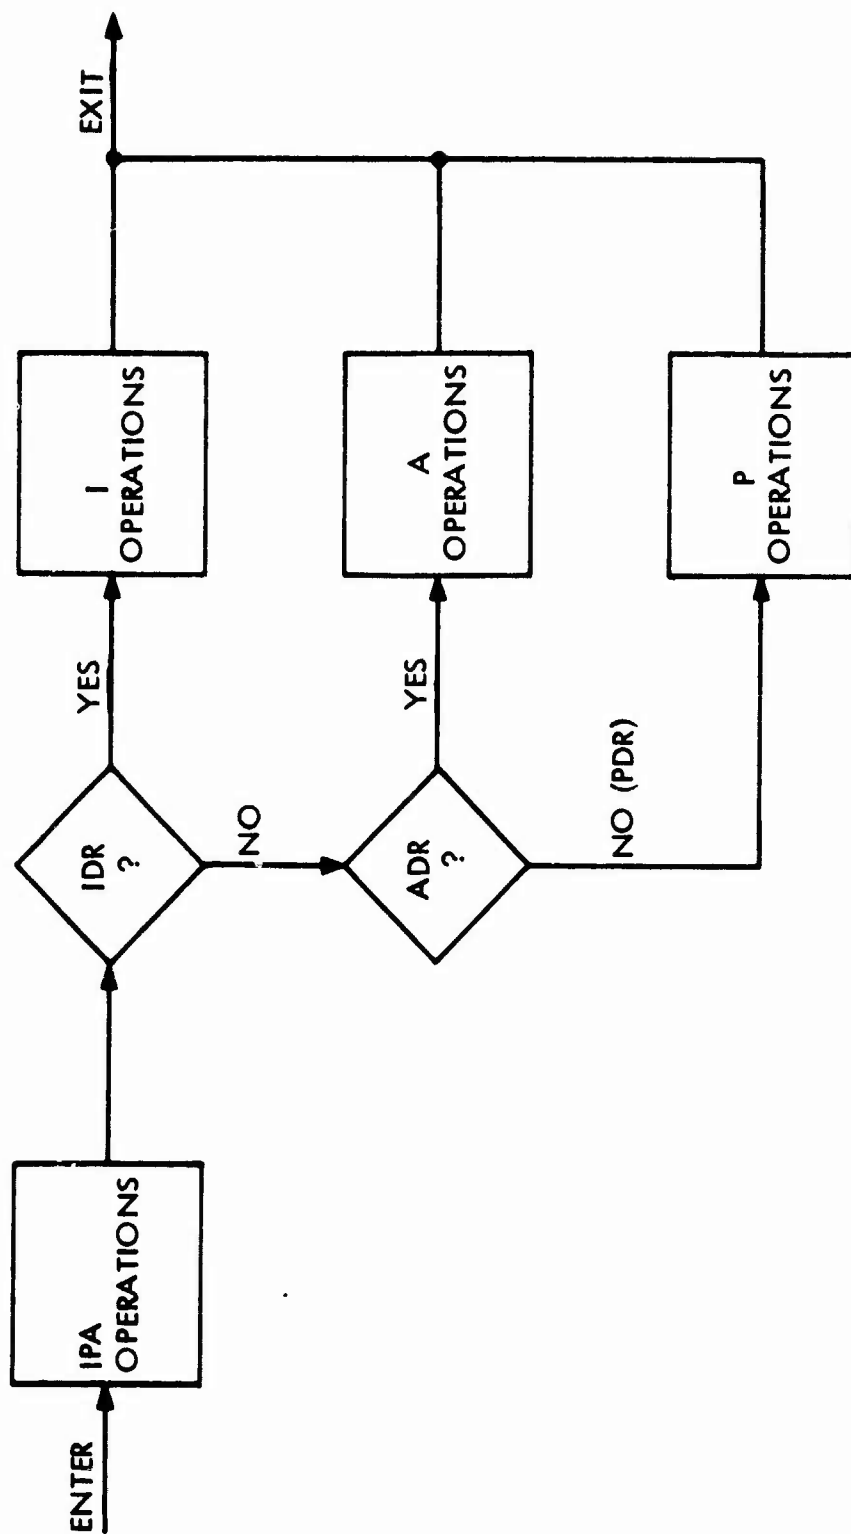 ENTER
IPA
OPERATIONS
IDR
?
YES
I
OPERATIONS
EXIT
NO
ADR
?
YES
A
OPERATIONS
NO (PDR)
P
OPERATIONS